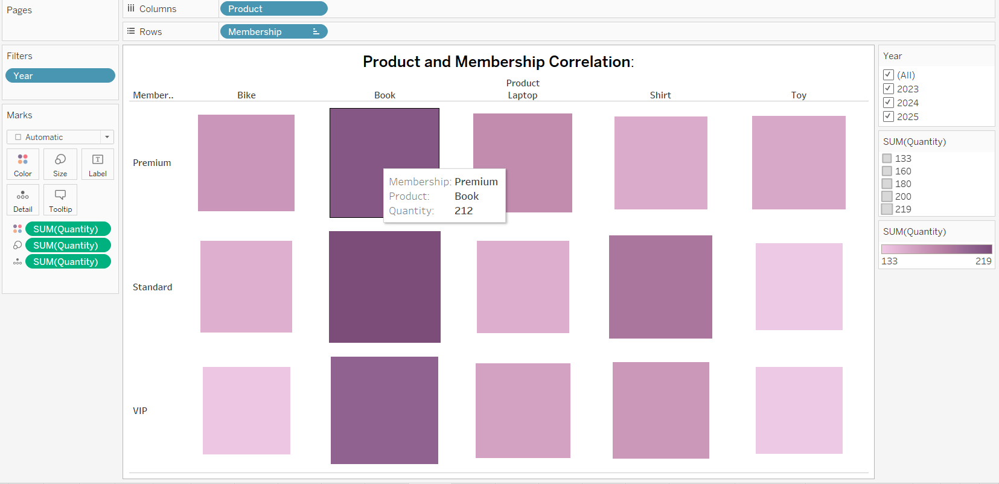 Pages
Columns
Product
Rows
Membership
Filters
Year
Marks
Automatic
Color
Size
Label
T
Detail
Tooltip
SUM(Quantity)
SUM(Quantity)
SUM(Quantity)
Product and Membership Correlation:
Product
Member.. Bike Book Laptop Shirt Toy
Premium
Membership: Premium
Product: Book
Quantity: 212
Standard
VIP
Year
(All)
2023
2024
2025
SUM(Quantity)
133
160
180
200
219
SUM(Quantity)
133 219